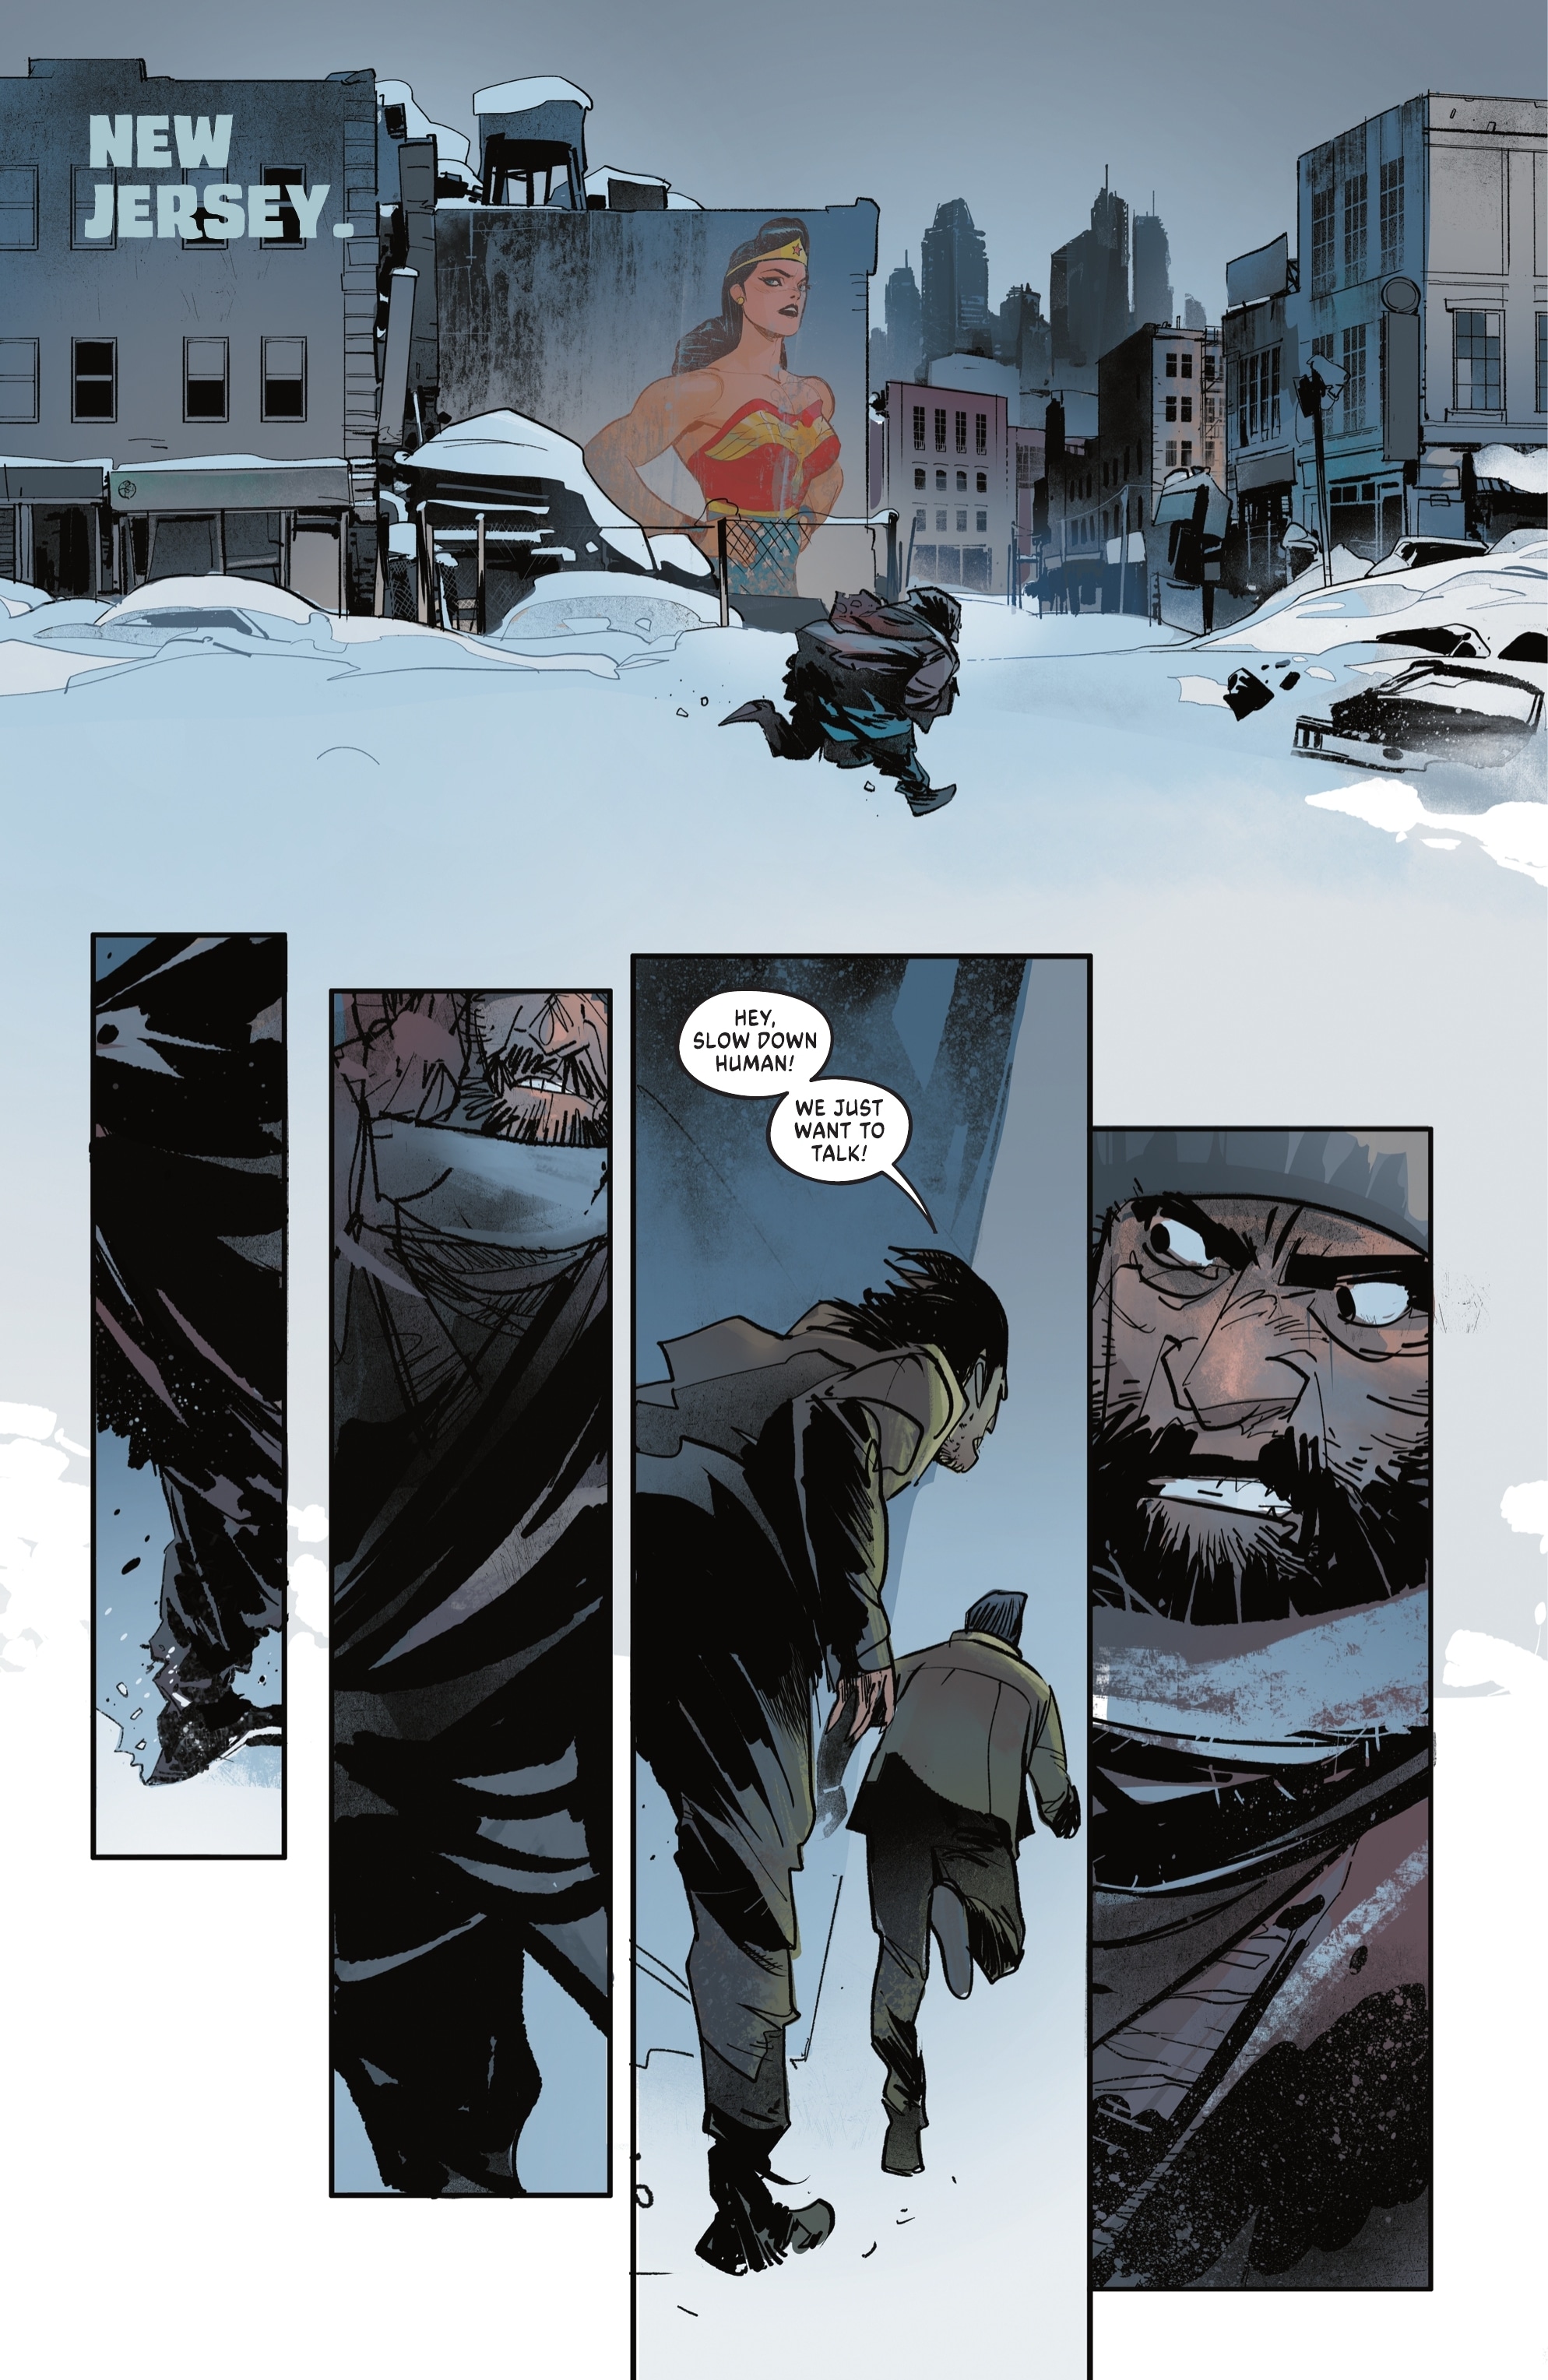 NEW
JERSEY.
HEY,
SLOW DOWN
HUMAN!
WE JUST
WANT TO
TALK!